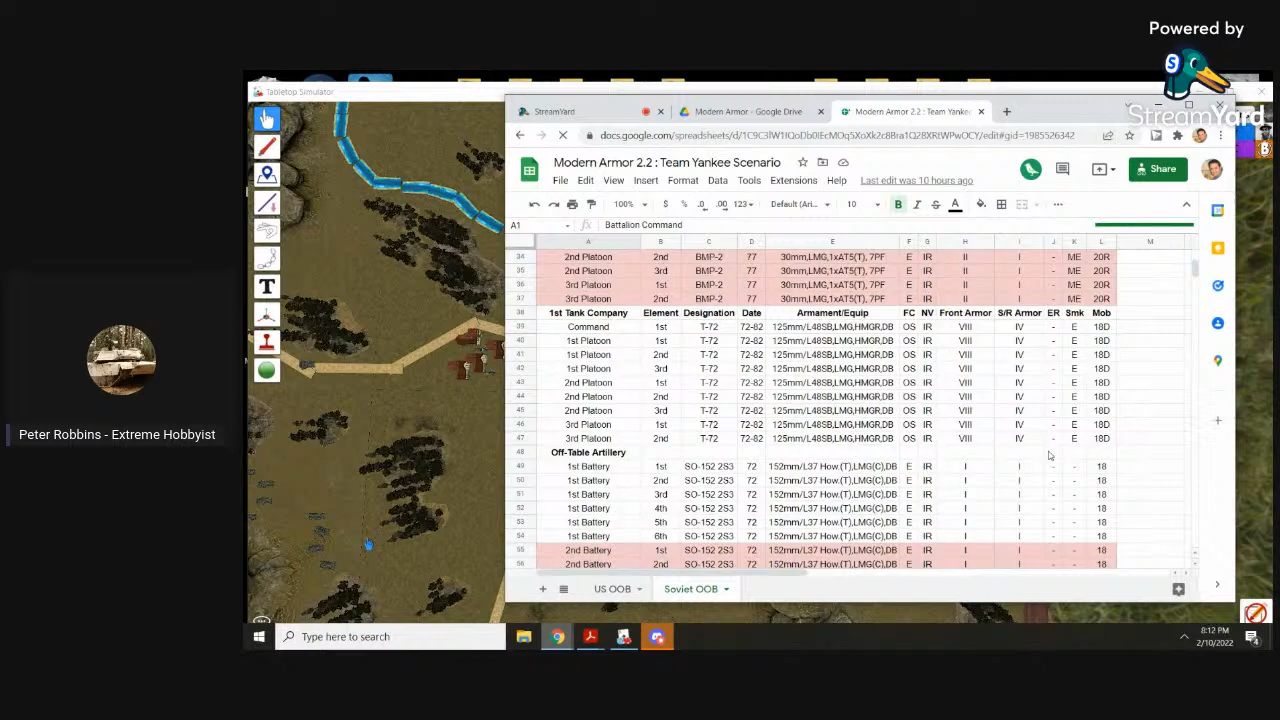 Powered by
StreamYard
Tabletop Simulator
StreamYard
Modern Armor - Google Drive
Modern Armor 2.2 : Team Yankee
Modern Armor 2.2 : Team Yankee Scenario
File Edit View Insert Format Data Tools Extensions Help Last edit was 10 hours ago
Share
100% $ % .0 .00 123 Default (Ari... 10 B I S A
A1 fx Battalion Command
A B C D E F G H I J K L M
34 2nd Platoon 2nd BMP-2 77 30mm,LMG,1xAT5(T), 7PF E IR II I - ME 20R
35 2nd Platoon 3rd BMP-2 77 30mm,LMG,1xAT5(T), 7PF E IR II I - ME 20R
36 3rd Platoon 1st BMP-2 77 30mm,LMG,1xAT5(T), 7PF E IR II I - ME 20R
37 3rd Platoon 2nd BMP-2 77 30mm,LMG,1xAT5(T), 7PF E IR II I - ME 20R
38 1st Tank Company Element Designation Date Armament/Equip FC NV Front Armor S/R Armor ER Smk Mob
39 Command 1st T-72 72-82 125mm/L48SB,LMG,HMGR,DB OS IR VIII IV - E 18D
40 1st Platoon 1st T-72 72-82 125mm/L48SB,LMG,HMGR,DB OS IR VIII IV - E 18D
41 1st Platoon 2nd T-72 72-82 125mm/L48SB,LMG,HMGR,DB OS IR VIII IV - E 18D
42 1st Platoon 3rd T-72 72-82 125mm/L48SB,LMG,HMGR,DB OS IR VIII IV - E 18D
43 2nd Platoon 1st T-72 72-82 125mm/L48SB,LMG,HMGR,DB OS IR VIII IV - E 18D
44 2nd Platoon 2nd T-72 72-82 125mm/L48SB,LMG,HMGR,DB OS IR VIII IV - E 18D
45 2nd Platoon 3rd T-72 72-82 125mm/L48SB,LMG,HMGR,DB OS IR VIII IV - E 18D
46 3rd Platoon 1st T-72 72-82 125mm/L48SB,LMG,HMGR,DB OS IR VIII IV - E 18D
47 3rd Platoon 2nd T-72 72-82 125mm/L48SB,LMG,HMGR,DB OS IR VIII IV - E 18D
48 Off-Table Artillery
49 1st Battery 1st SO-152 2S3 72 152mm/L37 How.(T),LMG(C),DB E IR I I - - 18
50 1st Battery 2nd SO-152 2S3 72 152mm/L37 How.(T),LMG(C),DB E IR I I - - 18
51 1st Battery 3rd SO-152 2S3 72 152mm/L37 How.(T),LMG(C),DB E IR I I - - 18
52 1st Battery 4th SO-152 2S3 72 152mm/L37 How.(T),LMG(C),DB E IR I I - - 18
53 1st Battery 5th SO-152 2S3 72 152mm/L37 How.(T),LMG(C),DB E IR I I - - 18
54 1st Battery 6th SO-152 2S3 72 152mm/L37 How.(T),LMG(C),DB E IR I I - - 18
55 2nd Battery 1st SO-152 2S3 72 152mm/L37 How.(T),LMG(C),DB E IR I I - - 18
56 2nd Battery 2nd SO-152 2S3 72 152mm/L37 How.(T),LMG(C),DB E IR I I - - 18
US OOB Soviet OOB
Peter Robbins - Extreme Hobbyist
Type here to search
8:12 PM
2/10/2022